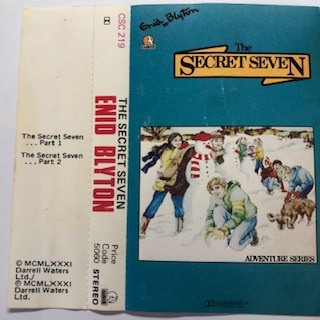 The Secret Seven
... Part 1
The Secret Seven
... Part 2
© MCMLXXXI
Darrell Waters
Ltd./
℗ MCMLXXXI
Darrell Waters
Ltd.
CSC 219
THE SECRET SEVEN
ENID BLYTON
Price
Code
5060
STEREO
Enid Blyton
The
SECRET SEVEN
ADVENTURE SERIES